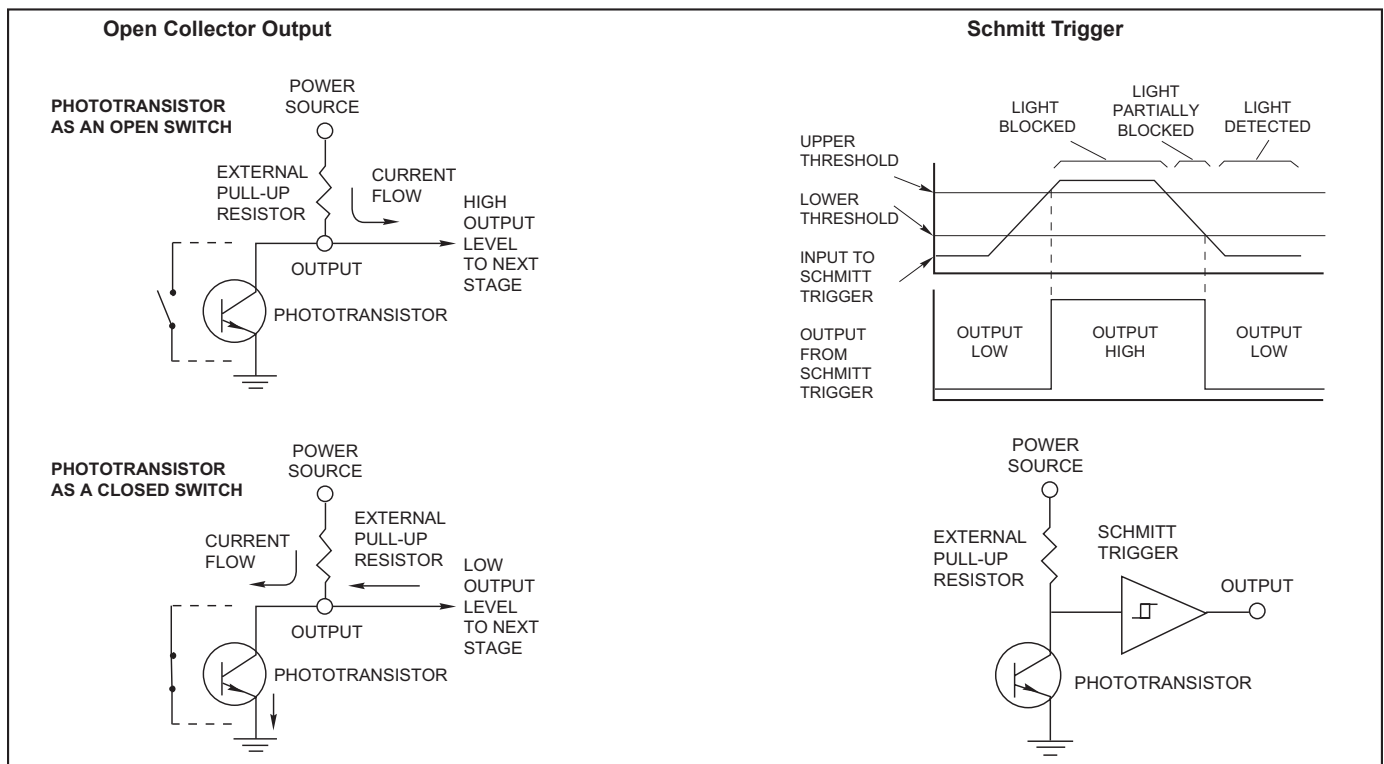 Open Collector Output
PHOTOTRANSISTOR
AS AN OPEN SWITCH
POWER
SOURCE
EXTERNAL
PULL-UP
RESISTOR
CURRENT
FLOW
HIGH
OUTPUT
LEVEL
TO NEXT
STAGE
OUTPUT
PHOTOTRANSISTOR
PHOTOTRANSISTOR
AS A CLOSED SWITCH
POWER
SOURCE
CURRENT
FLOW
EXTERNAL
PULL-UP
RESISTOR
LOW
OUTPUT
LEVEL
TO NEXT
STAGE
OUTPUT
PHOTOTRANSISTOR
Schmitt Trigger
LIGHT
BLOCKED
LIGHT
PARTIALLY
BLOCKED
LIGHT
DETECTED
UPPER
THRESHOLD
LOWER
THRESHOLD
INPUT TO
SCHMITT
TRIGGER
OUTPUT
FROM
SCHMITT
TRIGGER
OUTPUT
LOW
OUTPUT
HIGH
OUTPUT
LOW
POWER
SOURCE
EXTERNAL
PULL-UP
RESISTOR
SCHMITT
TRIGGER
OUTPUT
PHOTOTRANSISTOR